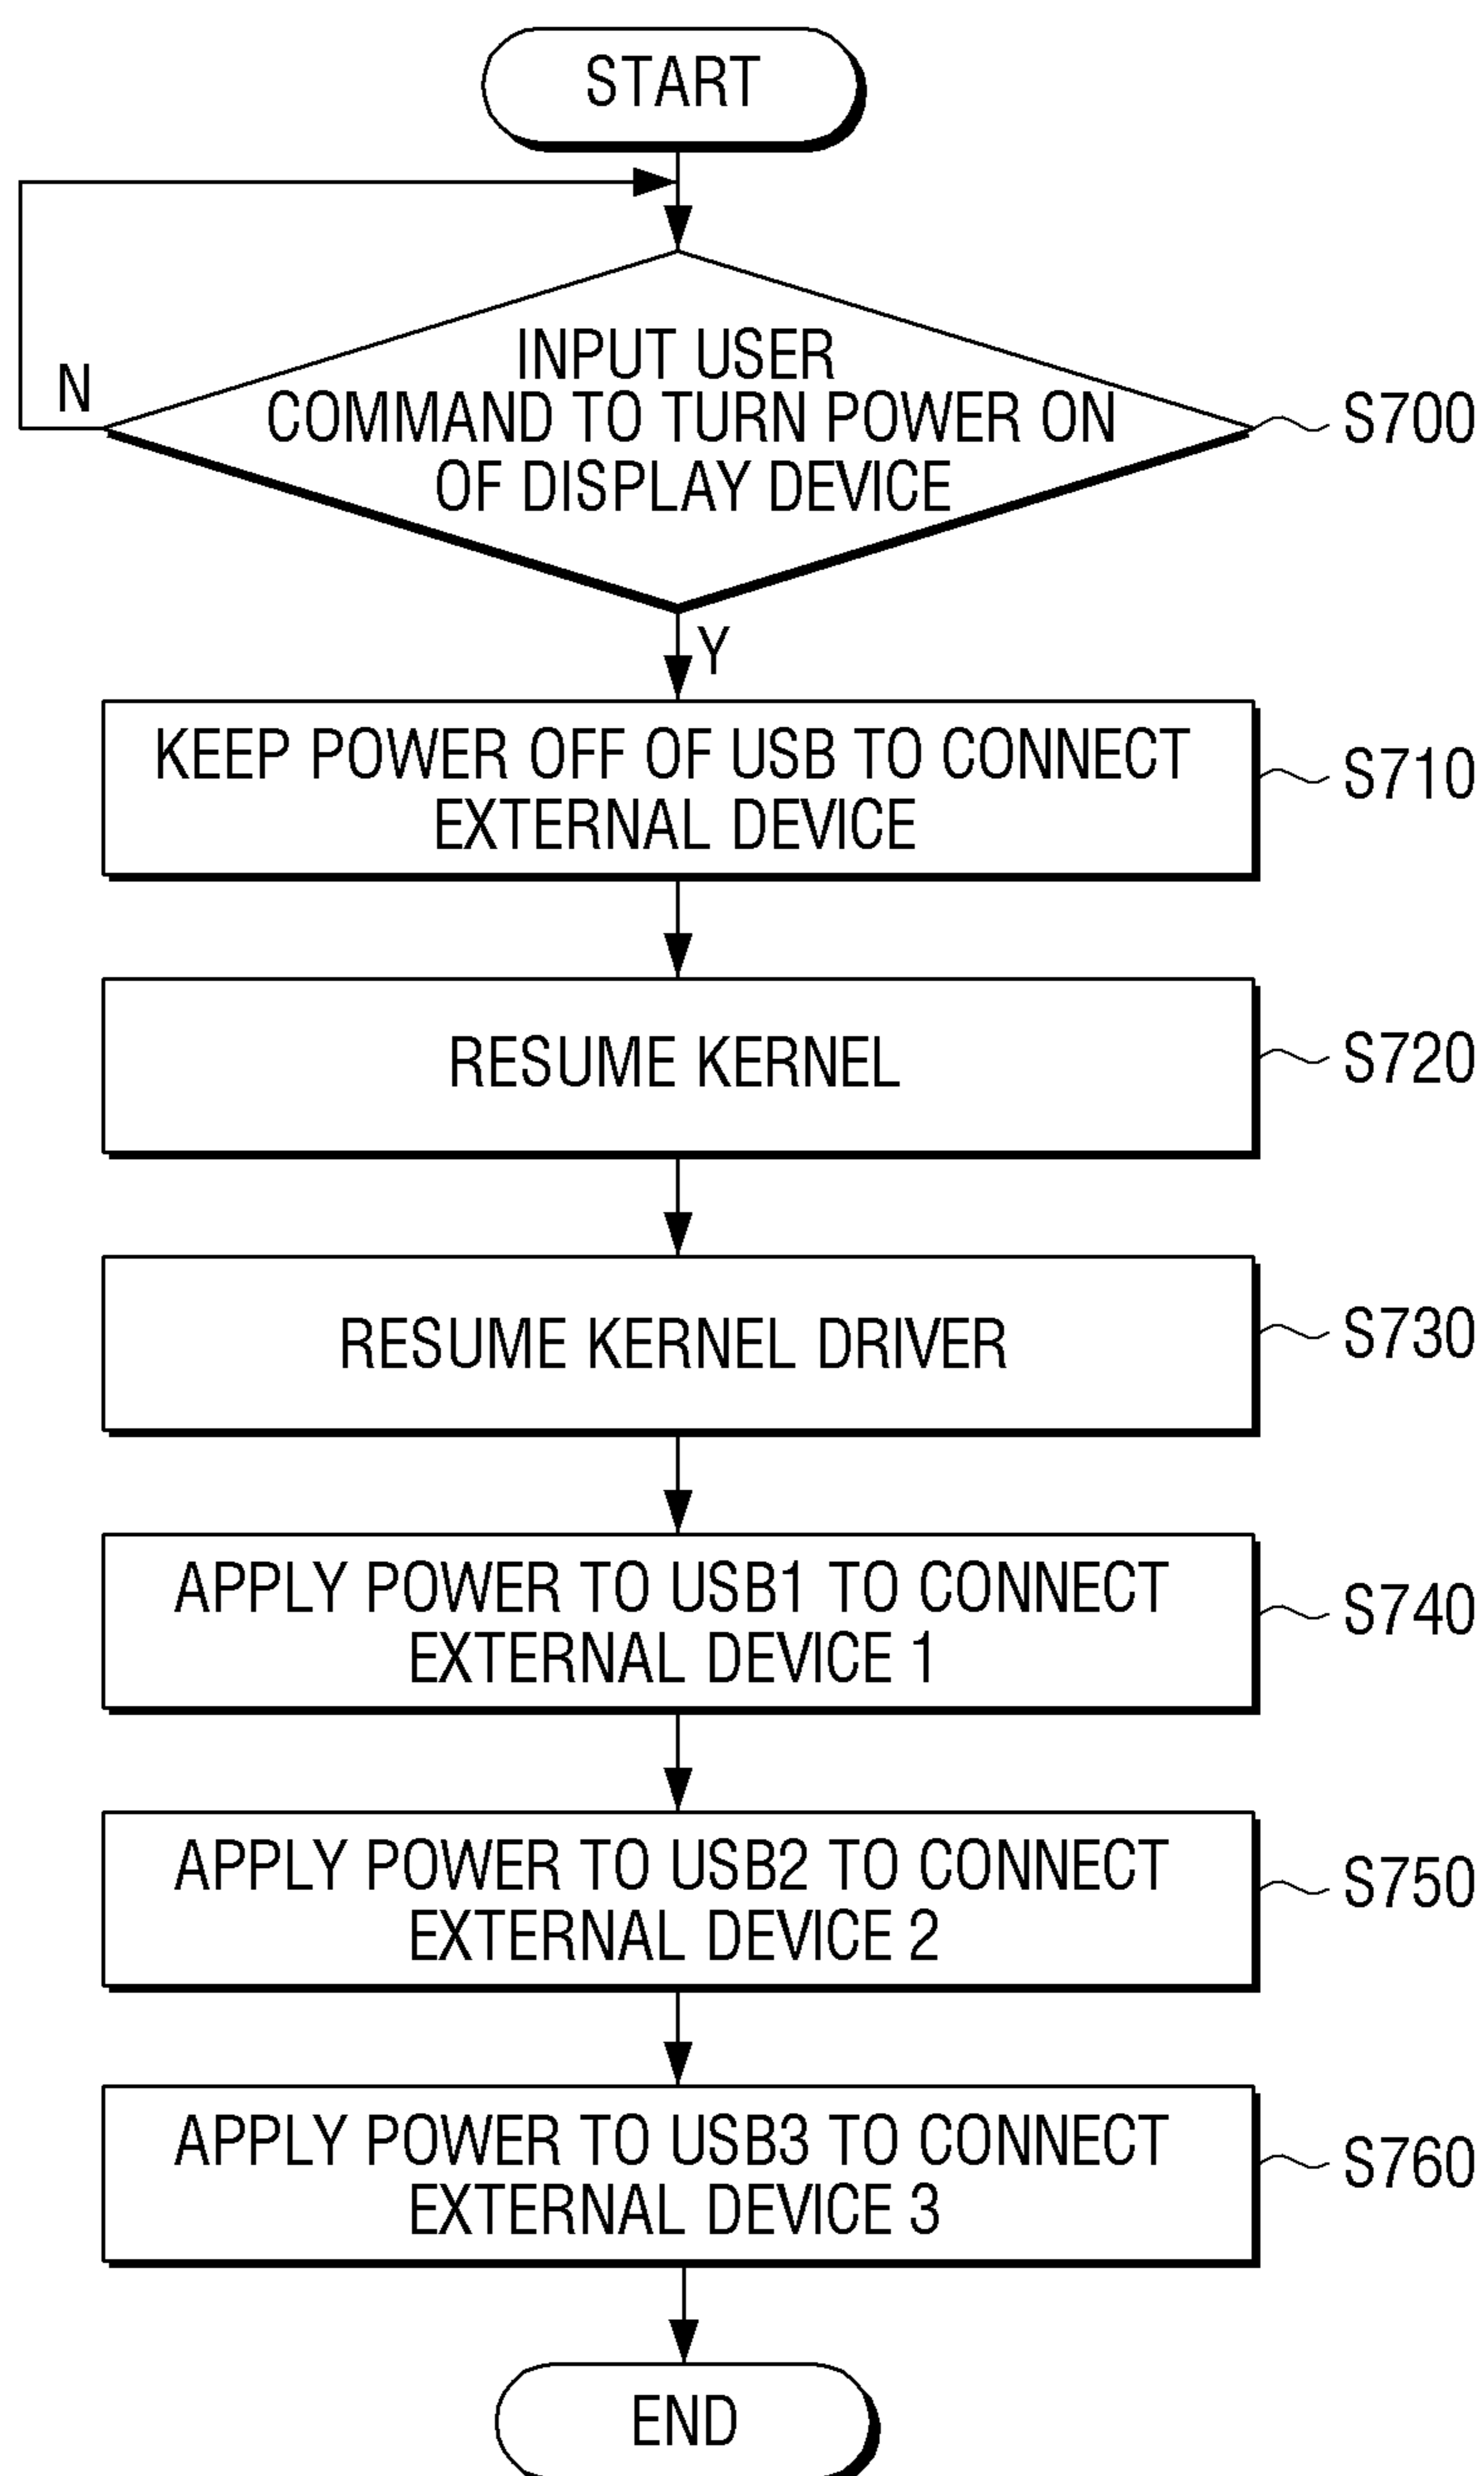 START
INPUT USER
COMMAND TO TURN POWER ON
OF DISPLAY DEVICE
S700
N
Y
KEEP POWER OFF OF USB TO CONNECT
EXTERNAL DEVICE
S710
RESUME KERNEL
S720
RESUME KERNEL DRIVER
S730
APPLY POWER TO USB1 TO CONNECT
EXTERNAL DEVICE 1
S740
APPLY POWER TO USB2 TO CONNECT
EXTERNAL DEVICE 2
S750
APPLY POWER TO USB3 TO CONNECT
EXTERNAL DEVICE 3
S760
END